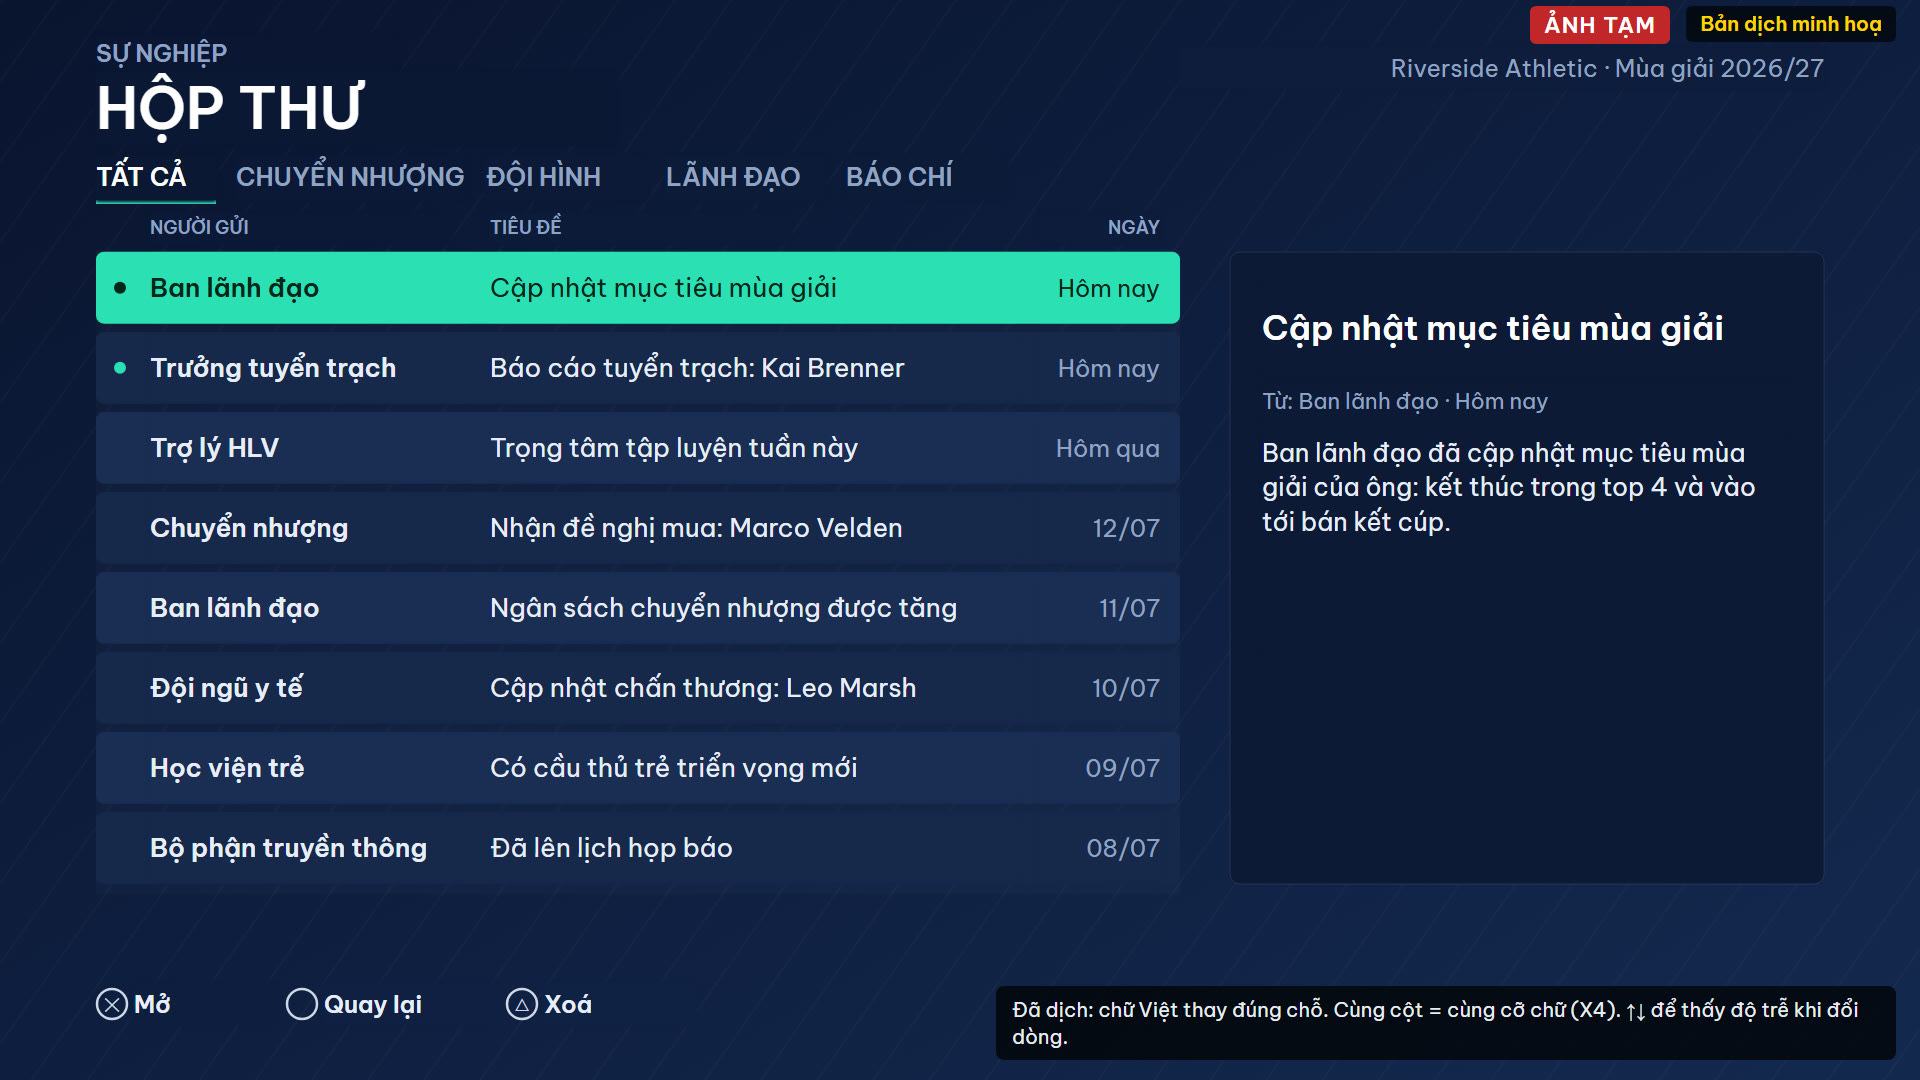 ẢNH TẠM
Bản dịch minh hoạ
SỰ NGHIỆP
Riverside Athletic · Mùa giải 2026/27
HỘP THƯ
TẤT CẢ CHUYỂN NHƯỢNG ĐỘI HÌNH LÃNH ĐẠO BÁO CHÍ
NGƯỜI GỬI TIÊU ĐỀ NGÀY
Ban lãnh đạo Cập nhật mục tiêu mùa giải Hôm nay
Trưởng tuyển trạch Báo cáo tuyển trạch: Kai Brenner Hôm nay
Trợ lý HLV Trọng tâm tập luyện tuần này Hôm qua
Chuyển nhượng Nhận đề nghị mua: Marco Velden 12/07
Ban lãnh đạo Ngân sách chuyển nhượng được tăng 11/07
Đội ngũ y tế Cập nhật chấn thương: Leo Marsh 10/07
Học viện trẻ Có cầu thủ trẻ triển vọng mới 09/07
Bộ phận truyền thông Đã lên lịch họp báo 08/07
Cập nhật mục tiêu mùa giải
Từ: Ban lãnh đạo · Hôm nay
Ban lãnh đạo đã cập nhật mục tiêu mùa
giải của ông: kết thúc trong top 4 và vào
tới bán kết cúp.
Mở Quay lại Xoá
Đã dịch: chữ Việt thay đúng chỗ. Cùng cột = cùng cỡ chữ (X4). ↑↓ để thấy độ trễ khi đổi
dòng.